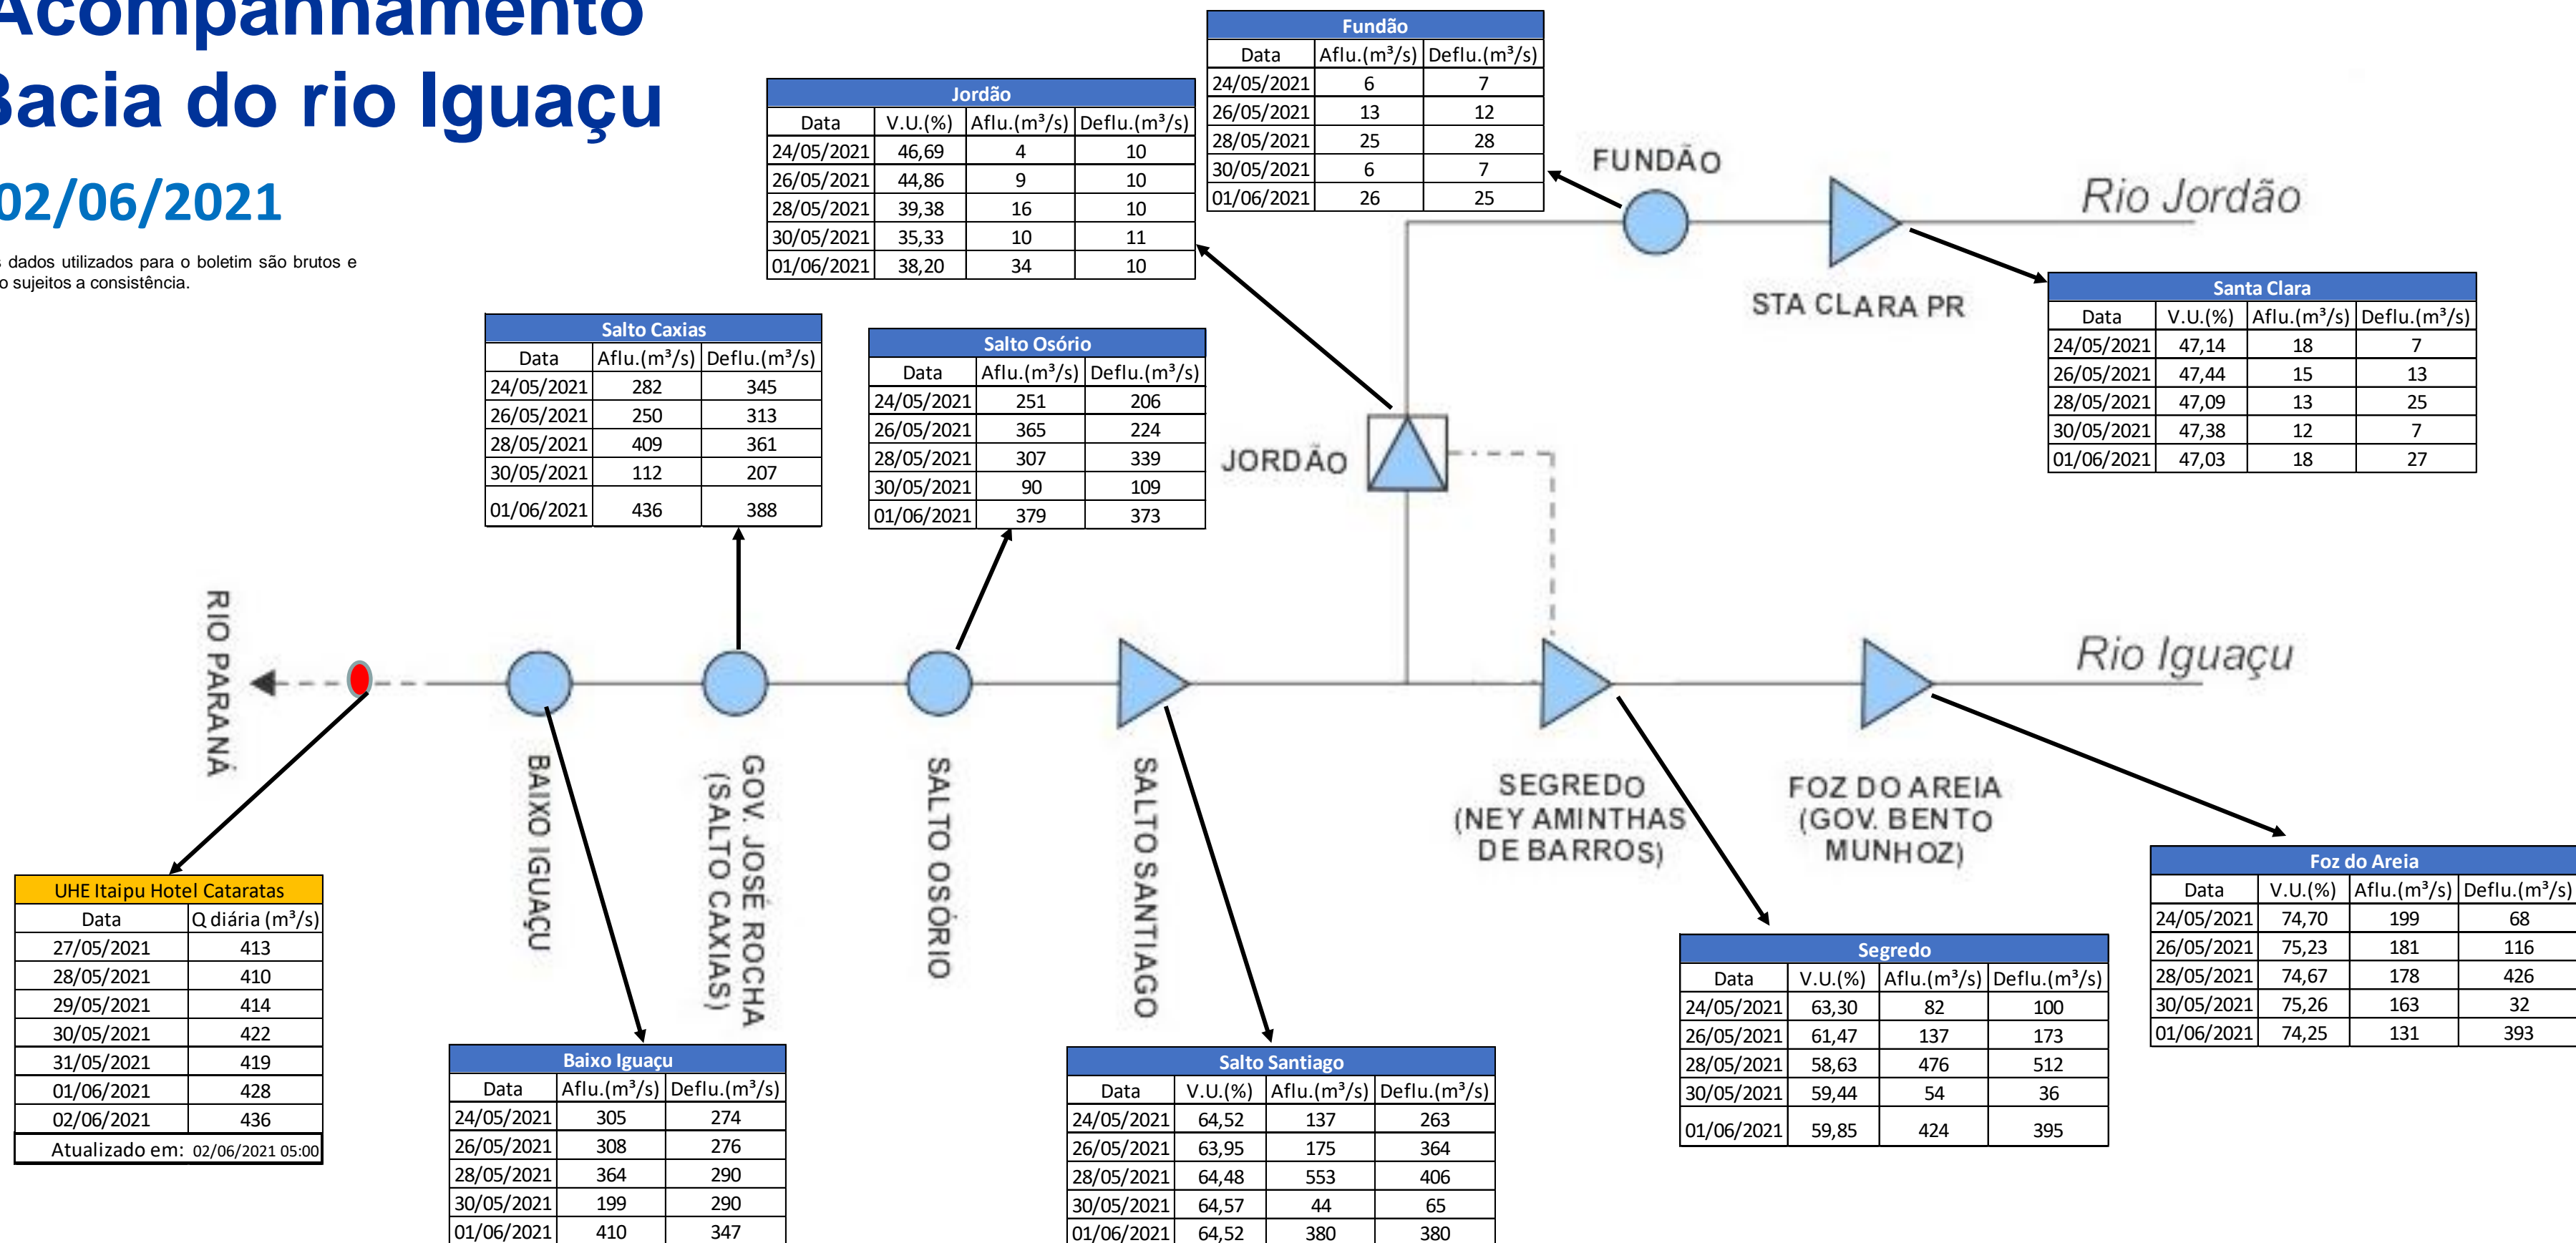 Acompanhamento
Bacia do rio Iguaçu
02/06/2021
s dados utilizados para o boletim são brutos e
o sujeitos a consistência.
Fundão
Data Aflu.(m³/s) Deflu.(m³/s)
24/05/2021 6 7
26/05/2021 13 12
28/05/2021 25 28
30/05/2021 6 7
01/06/2021 26 25
Jordão
Data V.U.(%) Aflu.(m³/s) Deflu.(m³/s)
24/05/2021 46,69 4 10
26/05/2021 44,86 9 10
28/05/2021 39,38 16 10
30/05/2021 35,33 10 11
01/06/2021 38,20 34 10
FUNDÃO
Rio Jordão
STA CLARA PR
Santa Clara
Data V.U.(%) Aflu.(m³/s) Deflu.(m³/s)
24/05/2021 47,14 18 7
26/05/2021 47,44 15 13
28/05/2021 47,09 13 25
30/05/2021 47,38 12 7
01/06/2021 47,03 18 27
Salto Caxias
Data Aflu.(m³/s) Deflu.(m³/s)
24/05/2021 282 345
26/05/2021 250 313
28/05/2021 409 361
30/05/2021 112 207
01/06/2021 436 388
Salto Osório
Data Aflu.(m³/s) Deflu.(m³/s)
24/05/2021 251 206
26/05/2021 365 224
28/05/2021 307 339
30/05/2021 90 109
01/06/2021 379 373
JORDÃO
RIO PARANÁ
Rio Iguaçu
BAIXO IGUAÇU
GOV. JOSÉ ROCHA
(SALTO CAXIAS)
SALTO OSÓRIO
SALTO SANTIAGO
SEGREDO
(NEY AMINTHAS
DE BARROS)
FOZ DO AREIA
(GOV. BENTO
MUNHOZ)
UHE Itaipu Hotel Cataratas
Data Q diária (m³/s)
27/05/2021 413
28/05/2021 410
29/05/2021 414
30/05/2021 422
31/05/2021 419
01/06/2021 428
02/06/2021 436
Atualizado em: 02/06/2021 05:00
Baixo Iguaçu
Data Aflu.(m³/s) Deflu.(m³/s)
24/05/2021 305 274
26/05/2021 308 276
28/05/2021 364 290
30/05/2021 199 290
01/06/2021 410 347
Salto Santiago
Data V.U.(%) Aflu.(m³/s) Deflu.(m³/s)
24/05/2021 64,52 137 263
26/05/2021 63,95 175 364
28/05/2021 64,48 553 406
30/05/2021 64,57 44 65
01/06/2021 64,52 380 380
Segredo
Data V.U.(%) Aflu.(m³/s) Deflu.(m³/s)
24/05/2021 63,30 82 100
26/05/2021 61,47 137 173
28/05/2021 58,63 476 512
30/05/2021 59,44 54 36
01/06/2021 59,85 424 395
Foz do Areia
Data V.U.(%) Aflu.(m³/s) Deflu.(m³/s)
24/05/2021 74,70 199 68
26/05/2021 75,23 181 116
28/05/2021 74,67 178 426
30/05/2021 75,26 163 32
01/06/2021 74,25 131 393